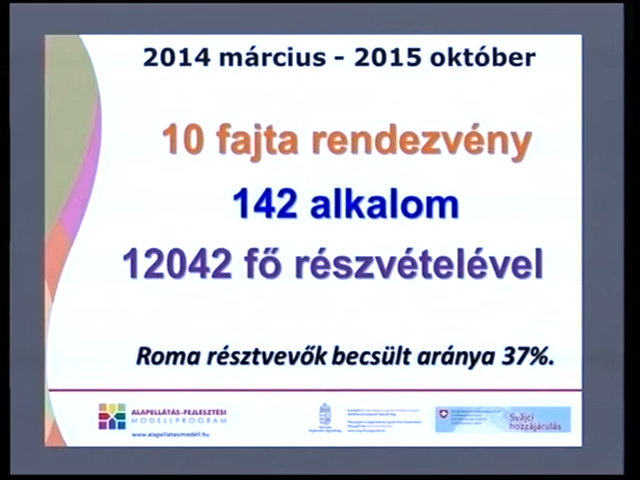 2014 március - 2015 október
10 fajta rendezvény
142 alkalom
12042 fő részvételével
Roma résztvevők becsült aránya 37%.
ALAPELLÁTÁS-FEJLESZTÉSI
MODELLPROGRAM
www.alapellatasimodell.hu
Svájci
hozzájárulás